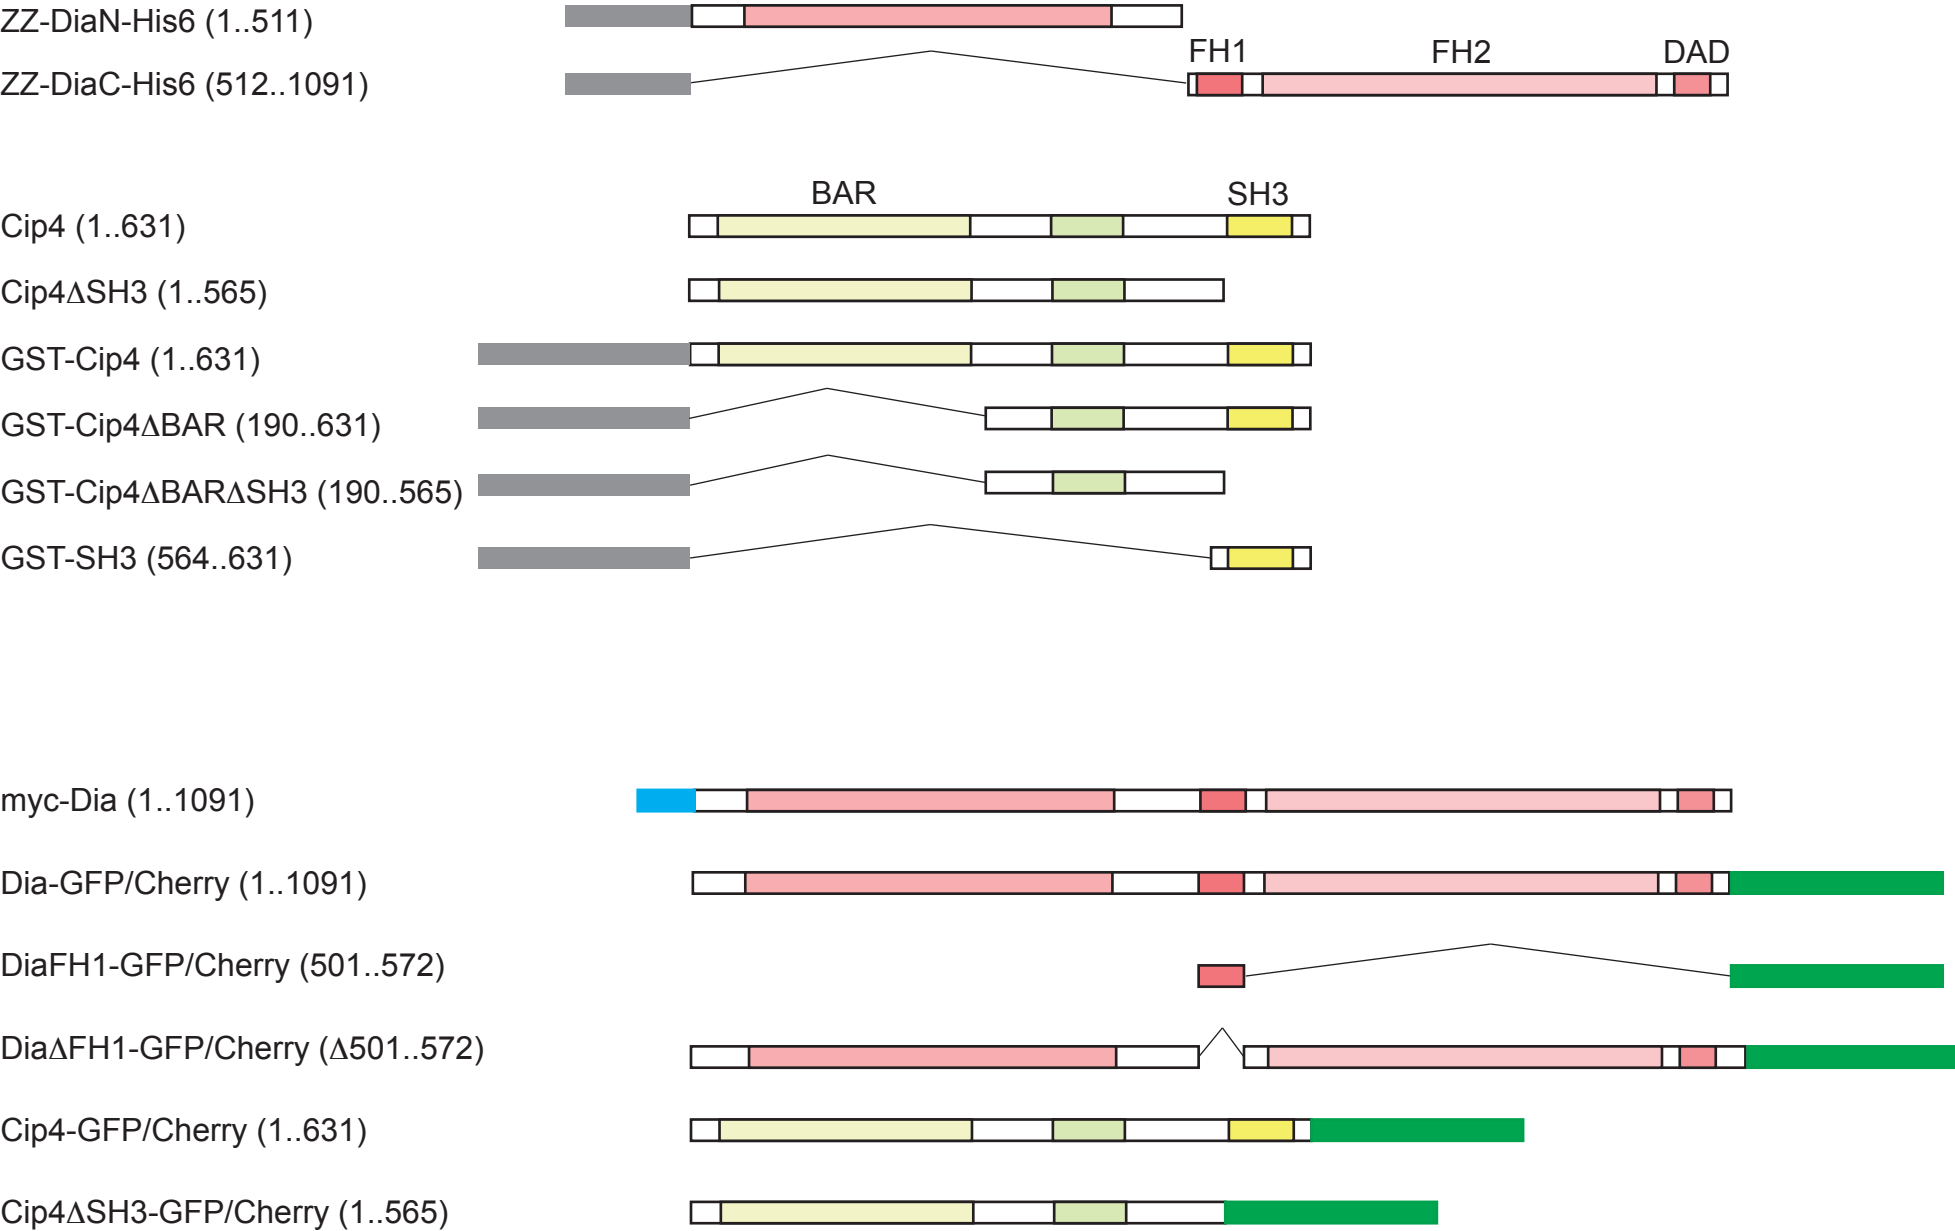 ZZ-DiaN-His6 (1..511)
FH1 FH2 DAD
ZZ-DiaC-His6 (512..1091)
BAR SH3
Cip4 (1..631)
Cip4ΔSH3 (1..565)
GST-Cip4 (1..631)
GST-Cip4ΔBAR (190..631)
GST-Cip4ΔBARΔSH3 (190..565)
GST-SH3 (564..631)
myc-Dia (1..1091)
Dia-GFP/Cherry (1..1091)
DiaFH1-GFP/Cherry (501..572)
DiaΔFH1-GFP/Cherry (Δ501..572)
Cip4-GFP/Cherry (1..631)
Cip4ΔSH3-GFP/Cherry (1..565)